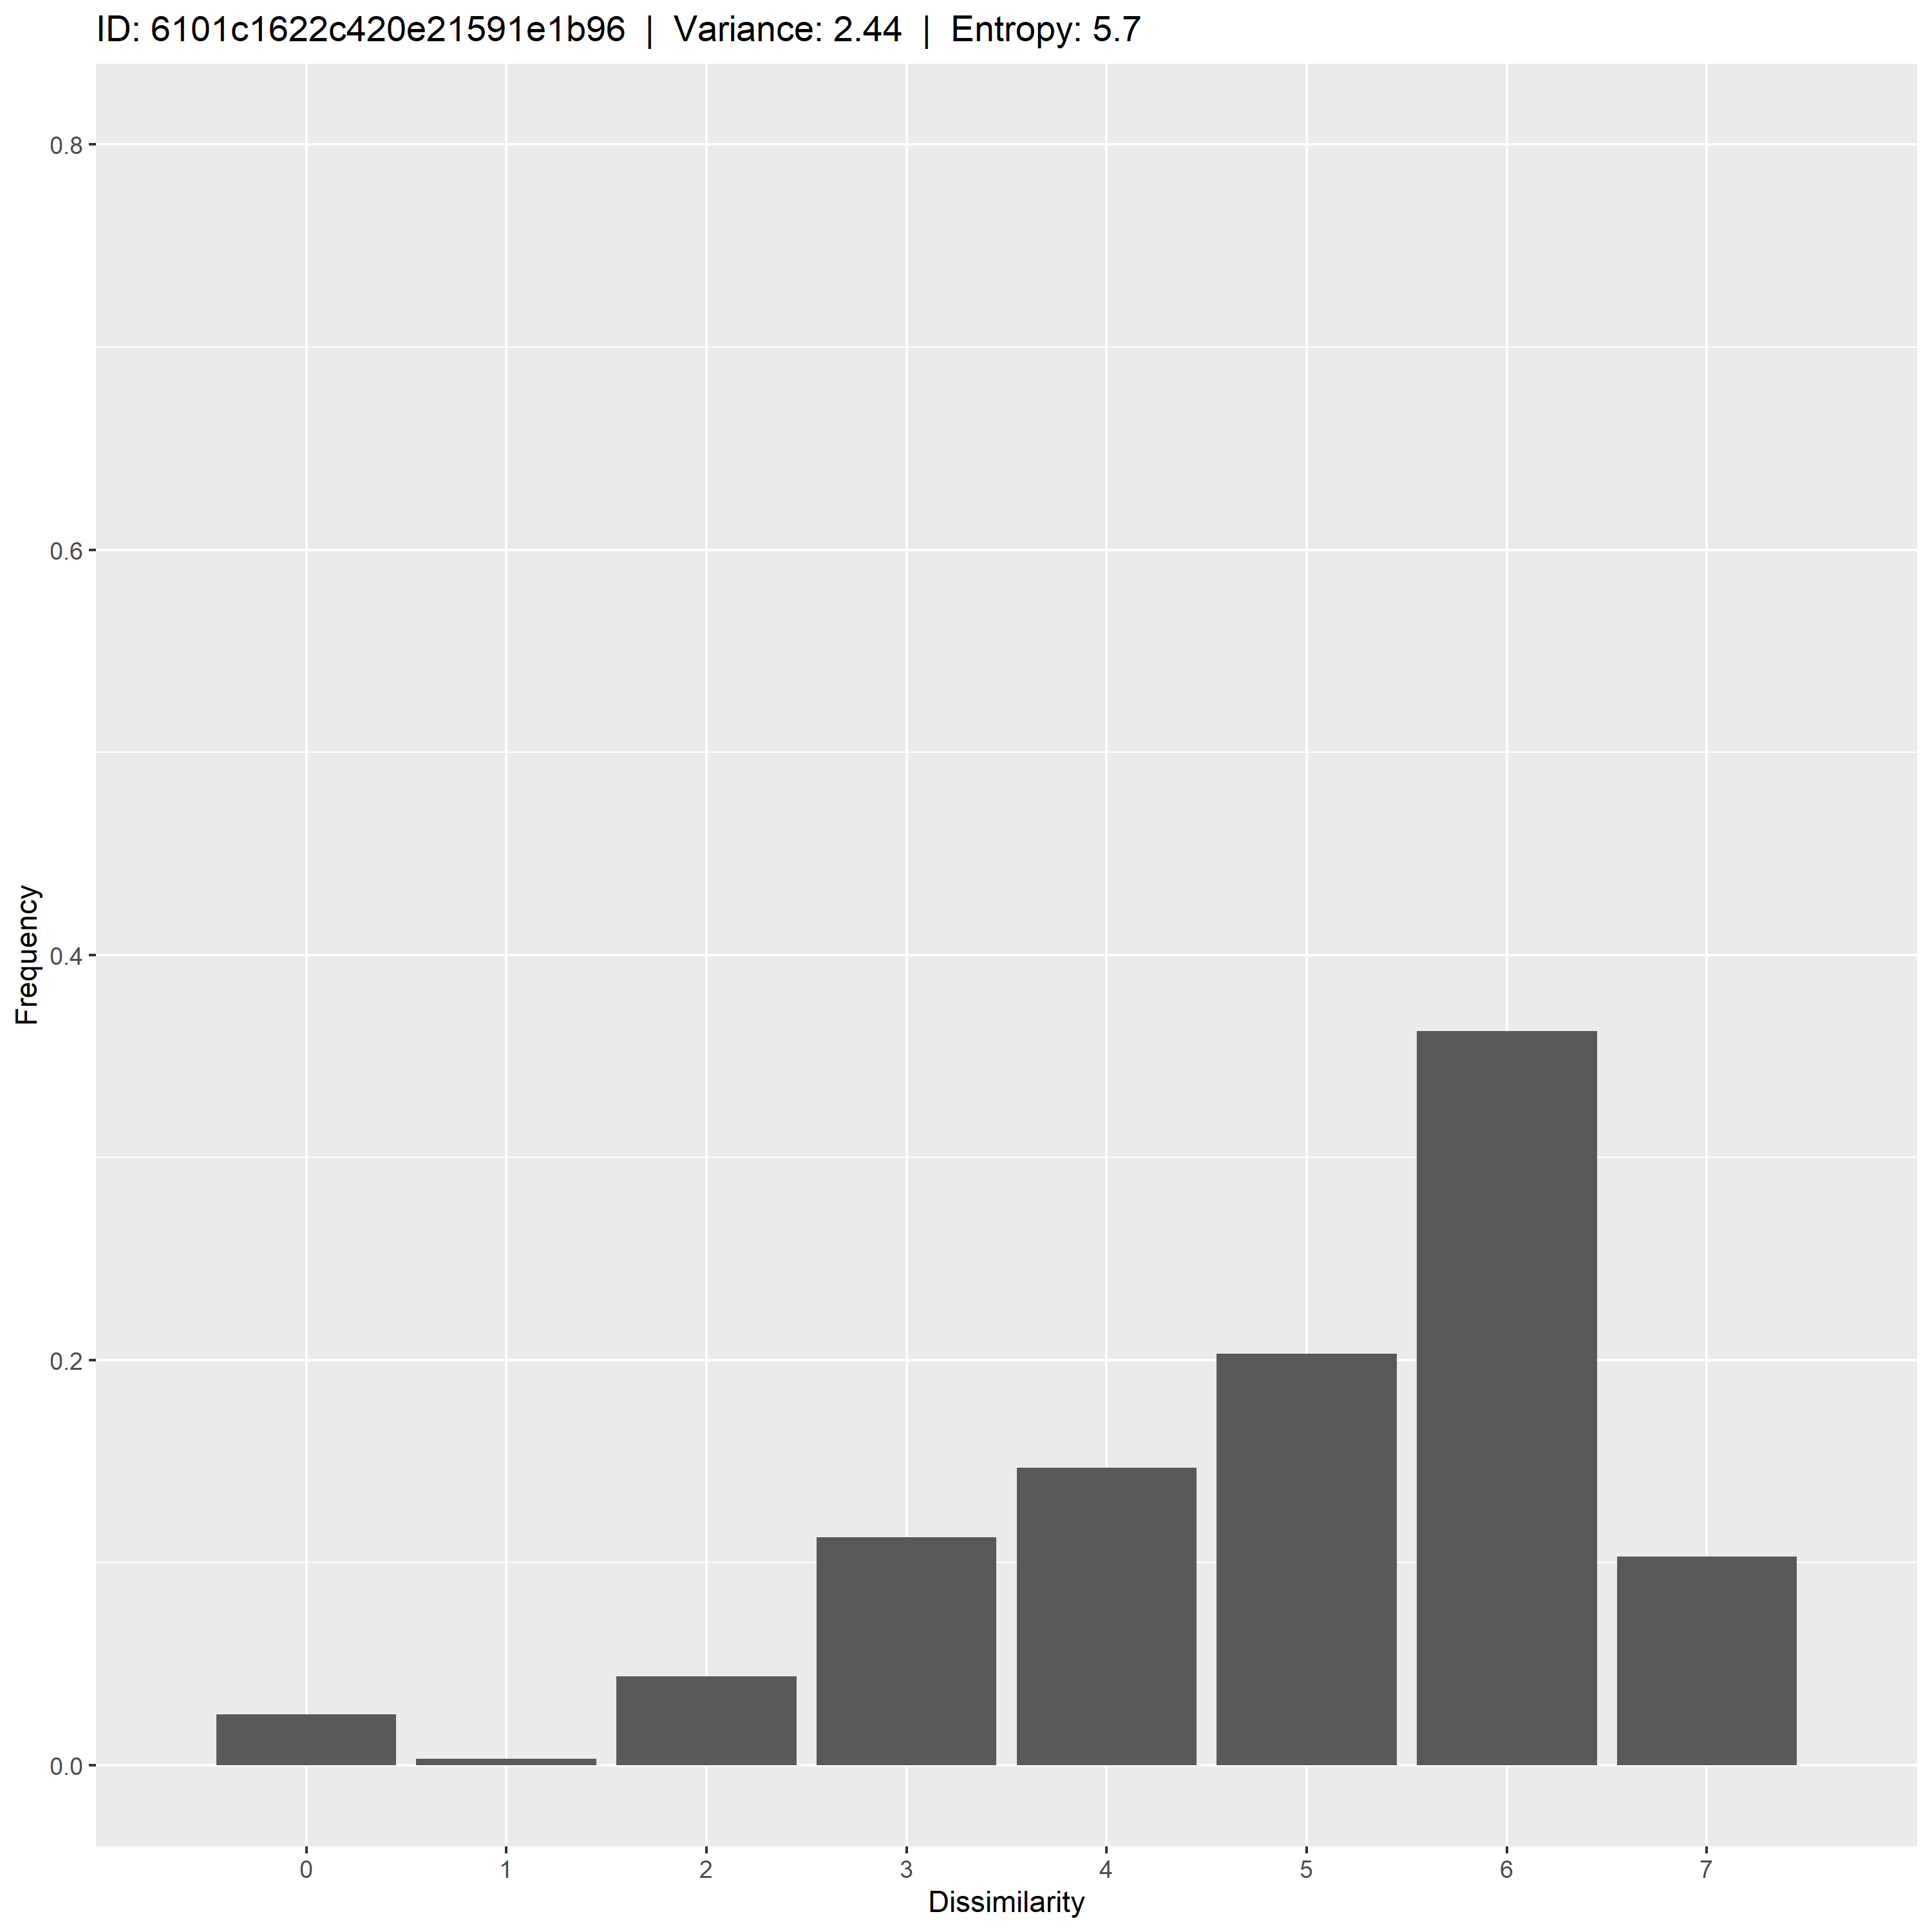 ID: 6101c1622c420e21591e1b96 | Variance: 2.44 | Entropy: 5.7
Frequency
0.8
0.6
0.4
0.2
0.0
0 1 2 3 4 5 6 7
Dissimilarity